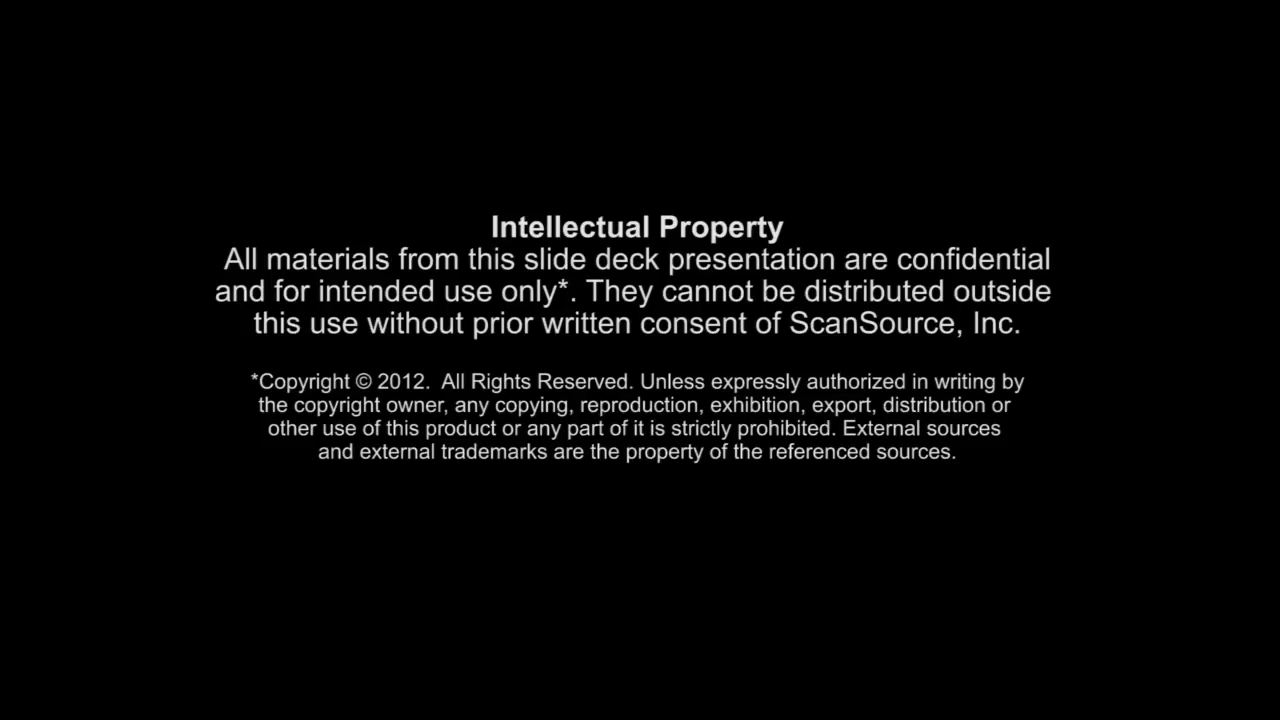 Intellectual Property
All materials from this slide deck presentation are confidential
and for intended use only*. They cannot be distributed outside
this use without prior written consent of ScanSource, Inc.
*Copyright © 2012.  All Rights Reserved. Unless expressly authorized in writing by
the copyright owner, any copying, reproduction, exhibition, export, distribution or
other use of this product or any part of it is strictly prohibited. External sources
and external trademarks are the property of the referenced sources.